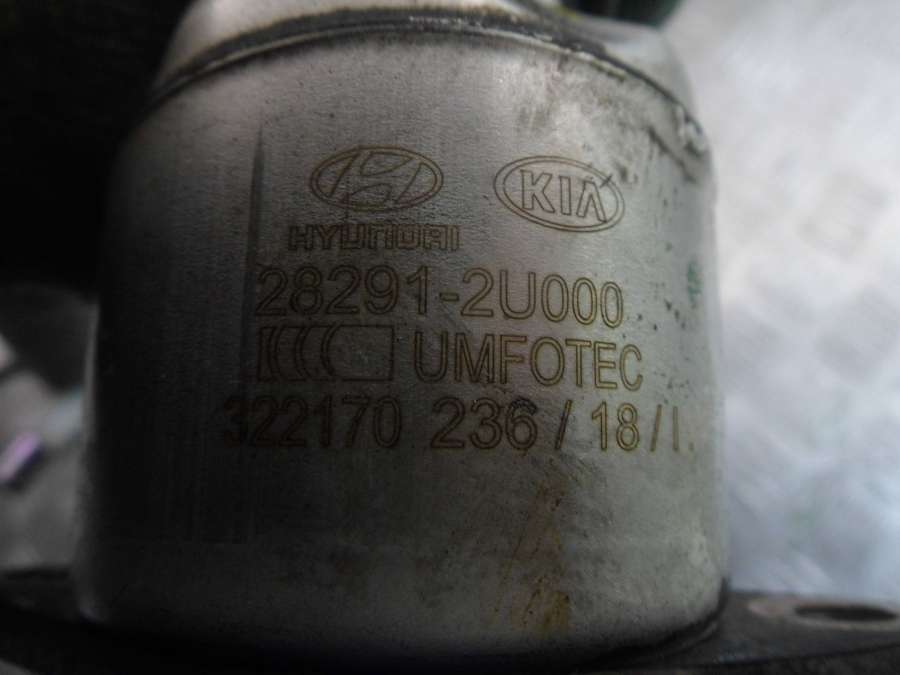 HYUNDAI KIA
28291-2U000
UMFOTEC
322170 236 / 18 / I.